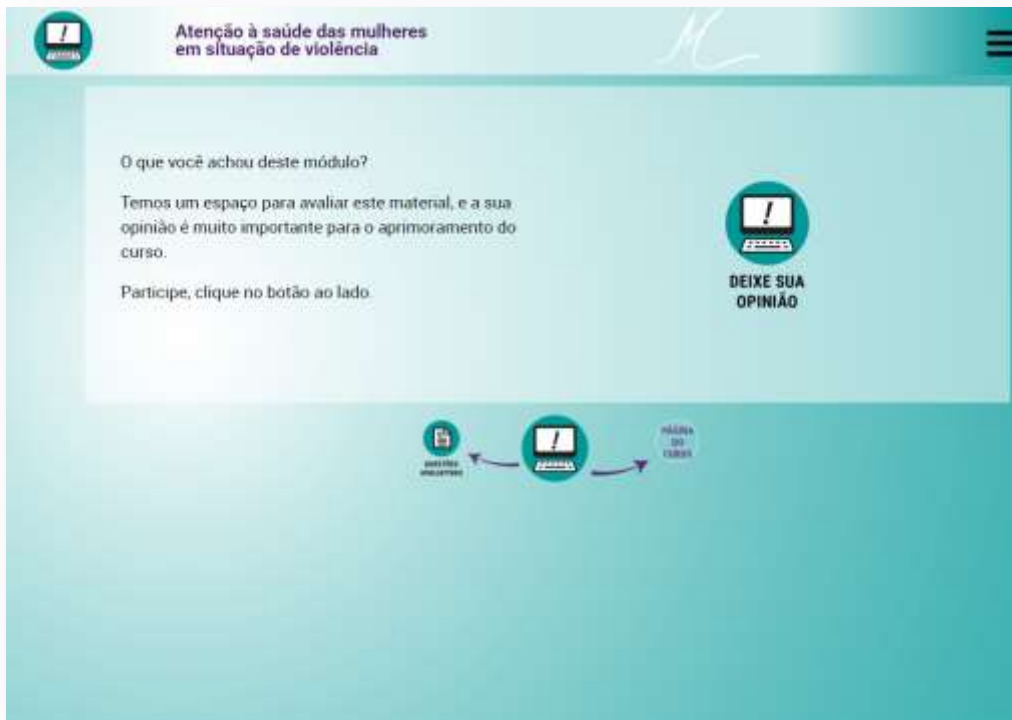 Atenção à saúde das mulheres
em situação de violência
O que você achou deste módulo?
Temos um espaço para avaliar este material, e a sua
opinião é muito importante para o aprimoramento do
curso.
Participe, clique no botão ao lado.
DEIXE SUA
OPINIÃO
PÁGINA
DO
CURSO